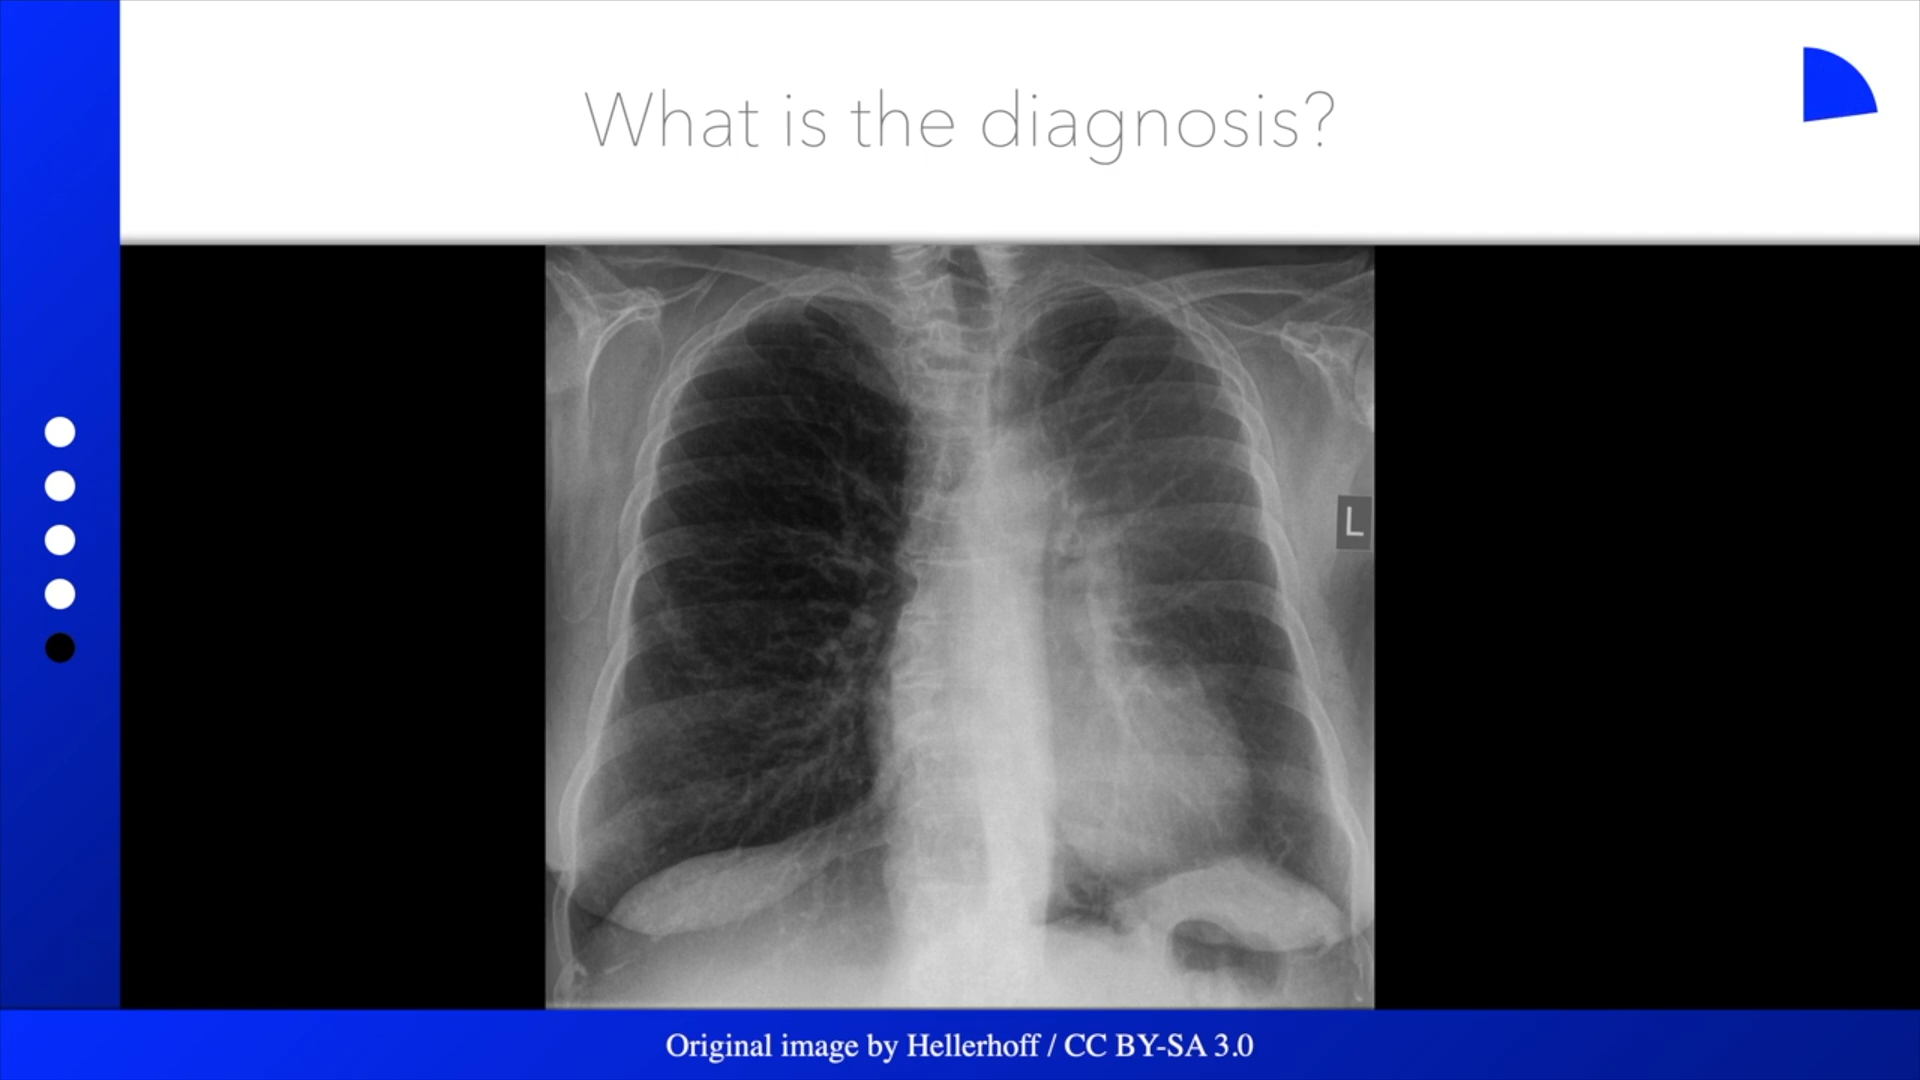 What is the diagnosis?
L
Original image by Hellerhoff / CC BY-SA 3.0